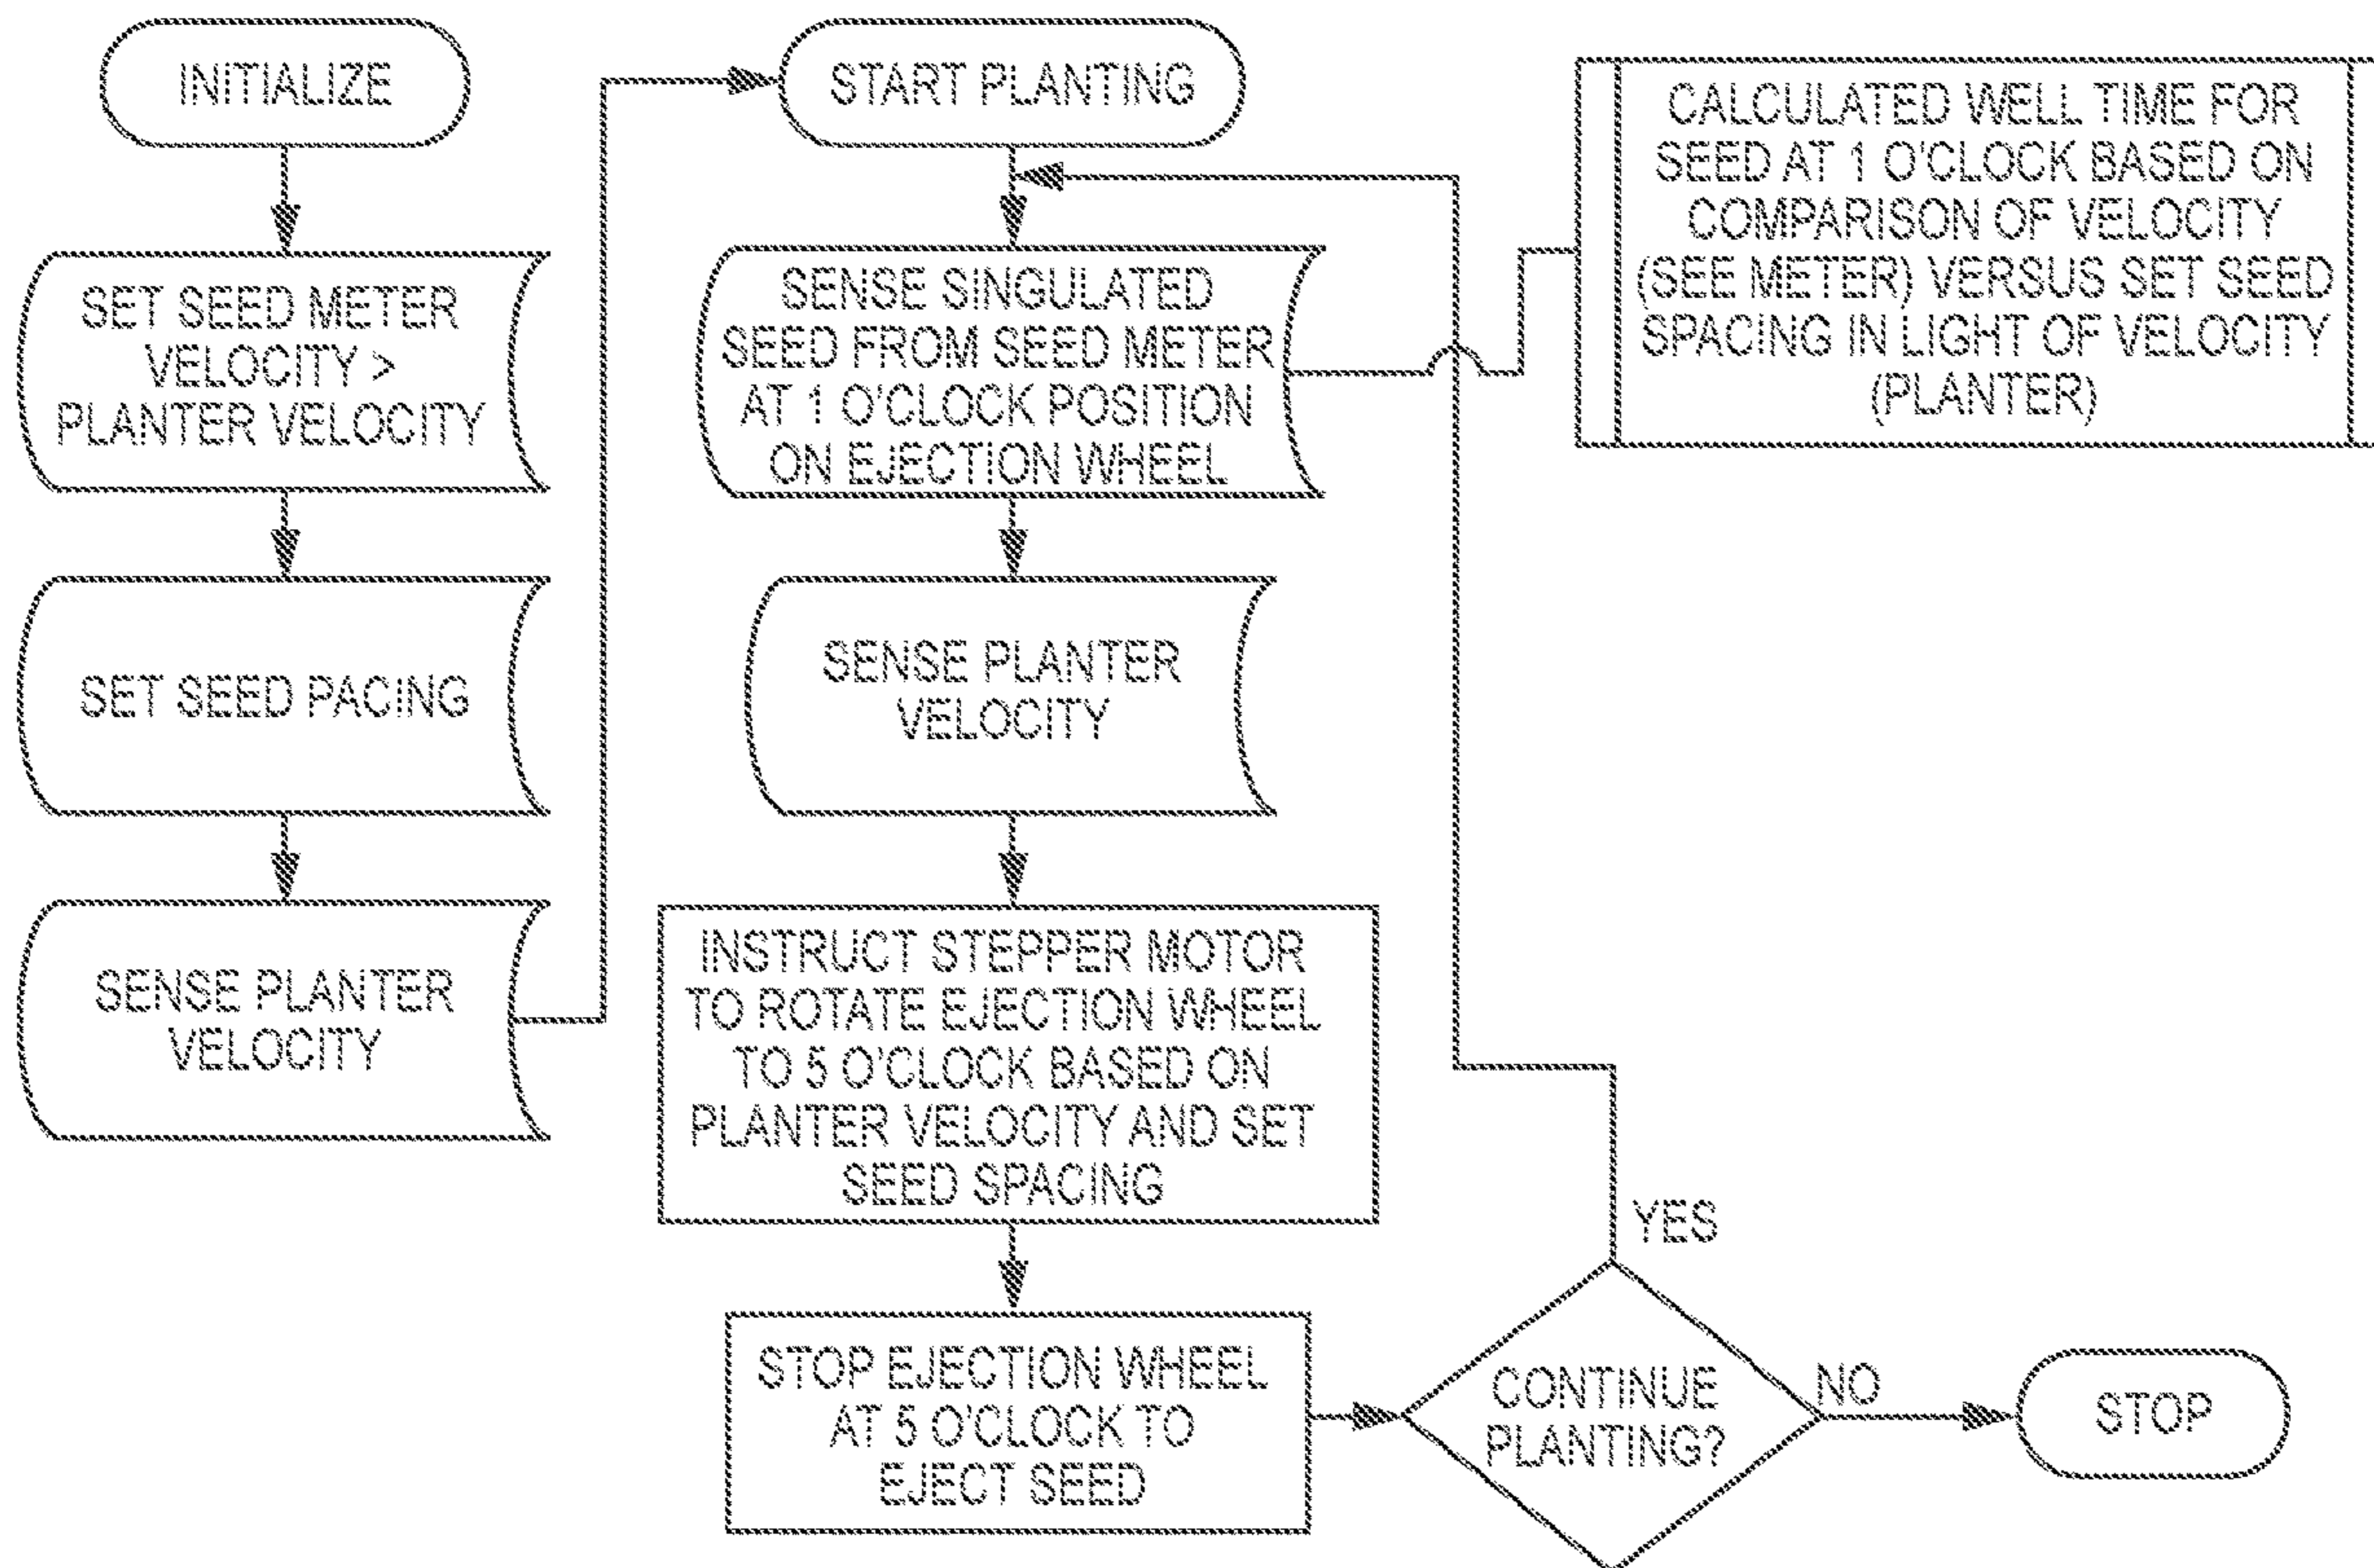 INITIALIZE
SET SEED METER
VELOCITY >
PLANTER VELOCITY
SET SEED PACING
SENSE PLANTER
VELOCITY
START PLANTING
SENSE SINGULATED
SEED FROM SEED METER
AT 1 O'CLOCK POSITION
ON EJECTION WHEEL
SENSE PLANTER
VELOCITY
INSTRUCT STEPPER MOTOR
TO ROTATE EJECTION WHEEL
TO 5 O'CLOCK BASED ON
PLANTER VELOCITY AND SET
SEED SPACING
STOP EJECTION WHEEL
AT 5 O'CLOCK TO
EJECT SEED
CALCULATED WELL TIME FOR
SEED AT 1 O'CLOCK BASED ON
COMPARISON OF VELOCITY
(SEE METER) VERSUS SET SEED
SPACING IN LIGHT OF VELOCITY
(PLANTER)
YES
CONTINUE
PLANTING?
NO
STOP